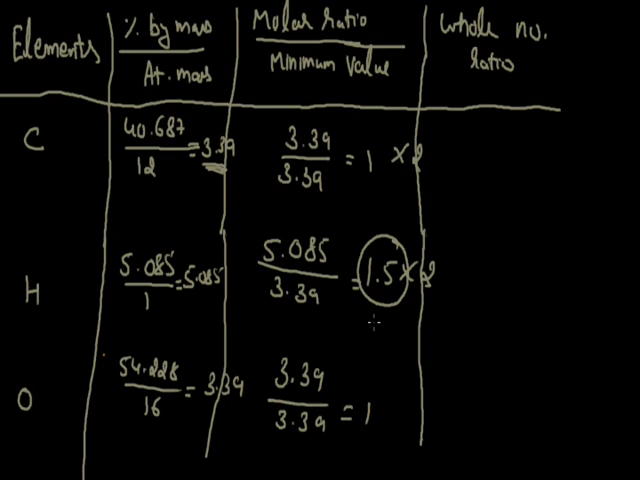 Elements % by mass / At. mass Molar ratio / Minimum value Whole no. ratio
C 40.687/12 = 3.39 3.39/3.39 = 1 × 2
H 5.085/1 = 5.085 5.085/3.39 = 1.5 × 2
O 54.228/16 = 3.39 3.39/3.39 = 1